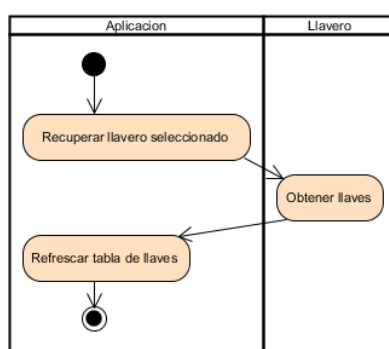 Aplicacion
Llavero
Recuperar llavero seleccionado
Obtener llaves
Refrescar tabla de llaves